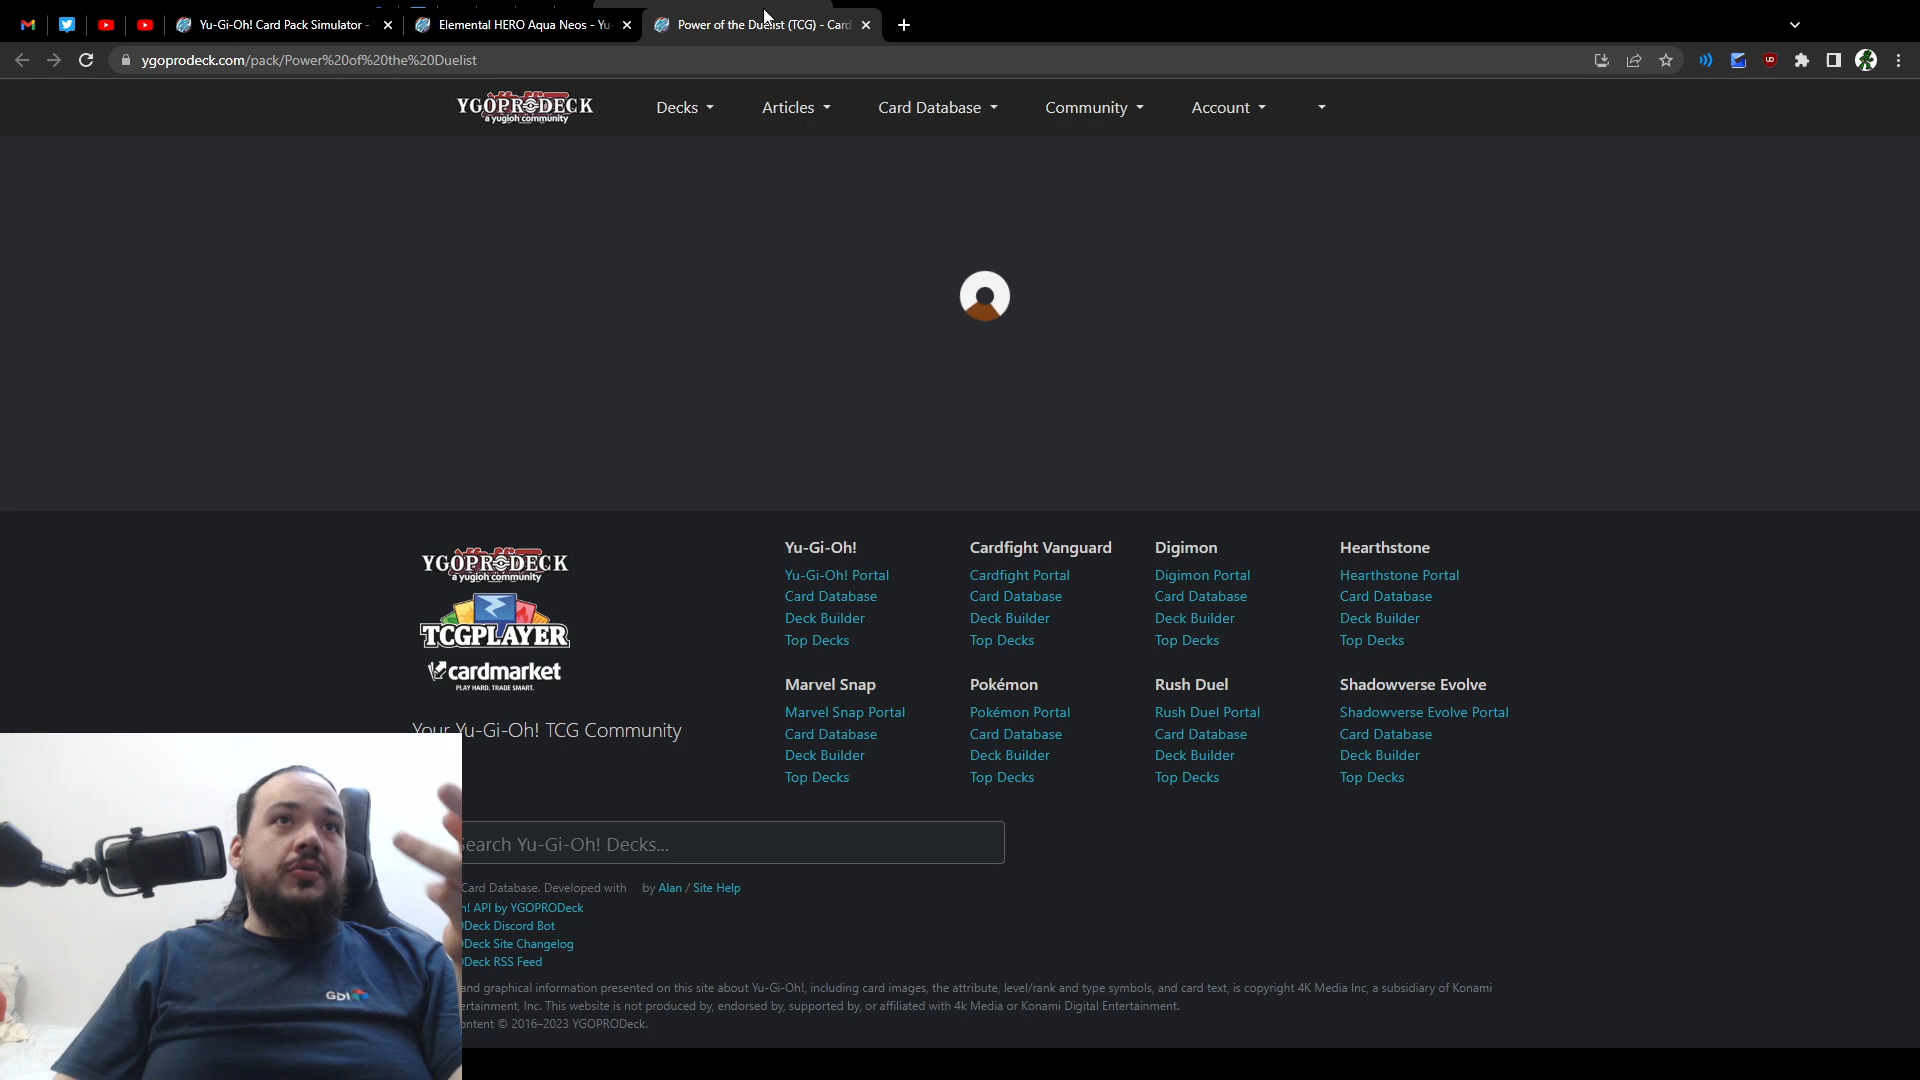 Yu-Gi-Oh! Card Pack Simulator -
Elemental HERO Aqua Neos - Yu
Power of the Duelist (TCG) - Card
ygoprodeck.com/pack/Power%20of%20the%20Duelist
YGOPRODECK
a yugioh community
Decks
Articles
Card Database
Community
Account
YGOPRODECK
a yugioh community
TCGPLAYER
cardmarket
PLAY HARD. TRADE SMART.
Your Yu-Gi-Oh! TCG Community
Yu-Gi-Oh!
Yu-Gi-Oh! Portal
Card Database
Deck Builder
Top Decks
Cardfight Vanguard
Cardfight Portal
Card Database
Deck Builder
Top Decks
Digimon
Digimon Portal
Card Database
Deck Builder
Top Decks
Hearthstone
Hearthstone Portal
Card Database
Deck Builder
Top Decks
Marvel Snap
Marvel Snap Portal
Card Database
Deck Builder
Top Decks
Pokémon
Pokémon Portal
Card Database
Deck Builder
Top Decks
Rush Duel
Rush Duel Portal
Card Database
Deck Builder
Top Decks
Shadowverse Evolve
Shadowverse Evolve Portal
Card Database
Deck Builder
Top Decks
Search Yu-Gi-Oh! Decks...
Card Database. Developed with by Alan / Site Help
h! API by YGOPRODeck
Deck Discord Bot
Deck Site Changelog
Deck RSS Feed
and graphical information presented on this site about Yu-Gi-Oh!, including card images, the attribute, level/rank and type symbols, and card text, is copyright 4K Media Inc, a subsidiary of Konami
ertainment, Inc. This website is not produced by, endorsed by, supported by, or affiliated with 4k Media or Konami Digital Entertainment.
ontent © 2016–2023 YGOPRODeck.
GDI